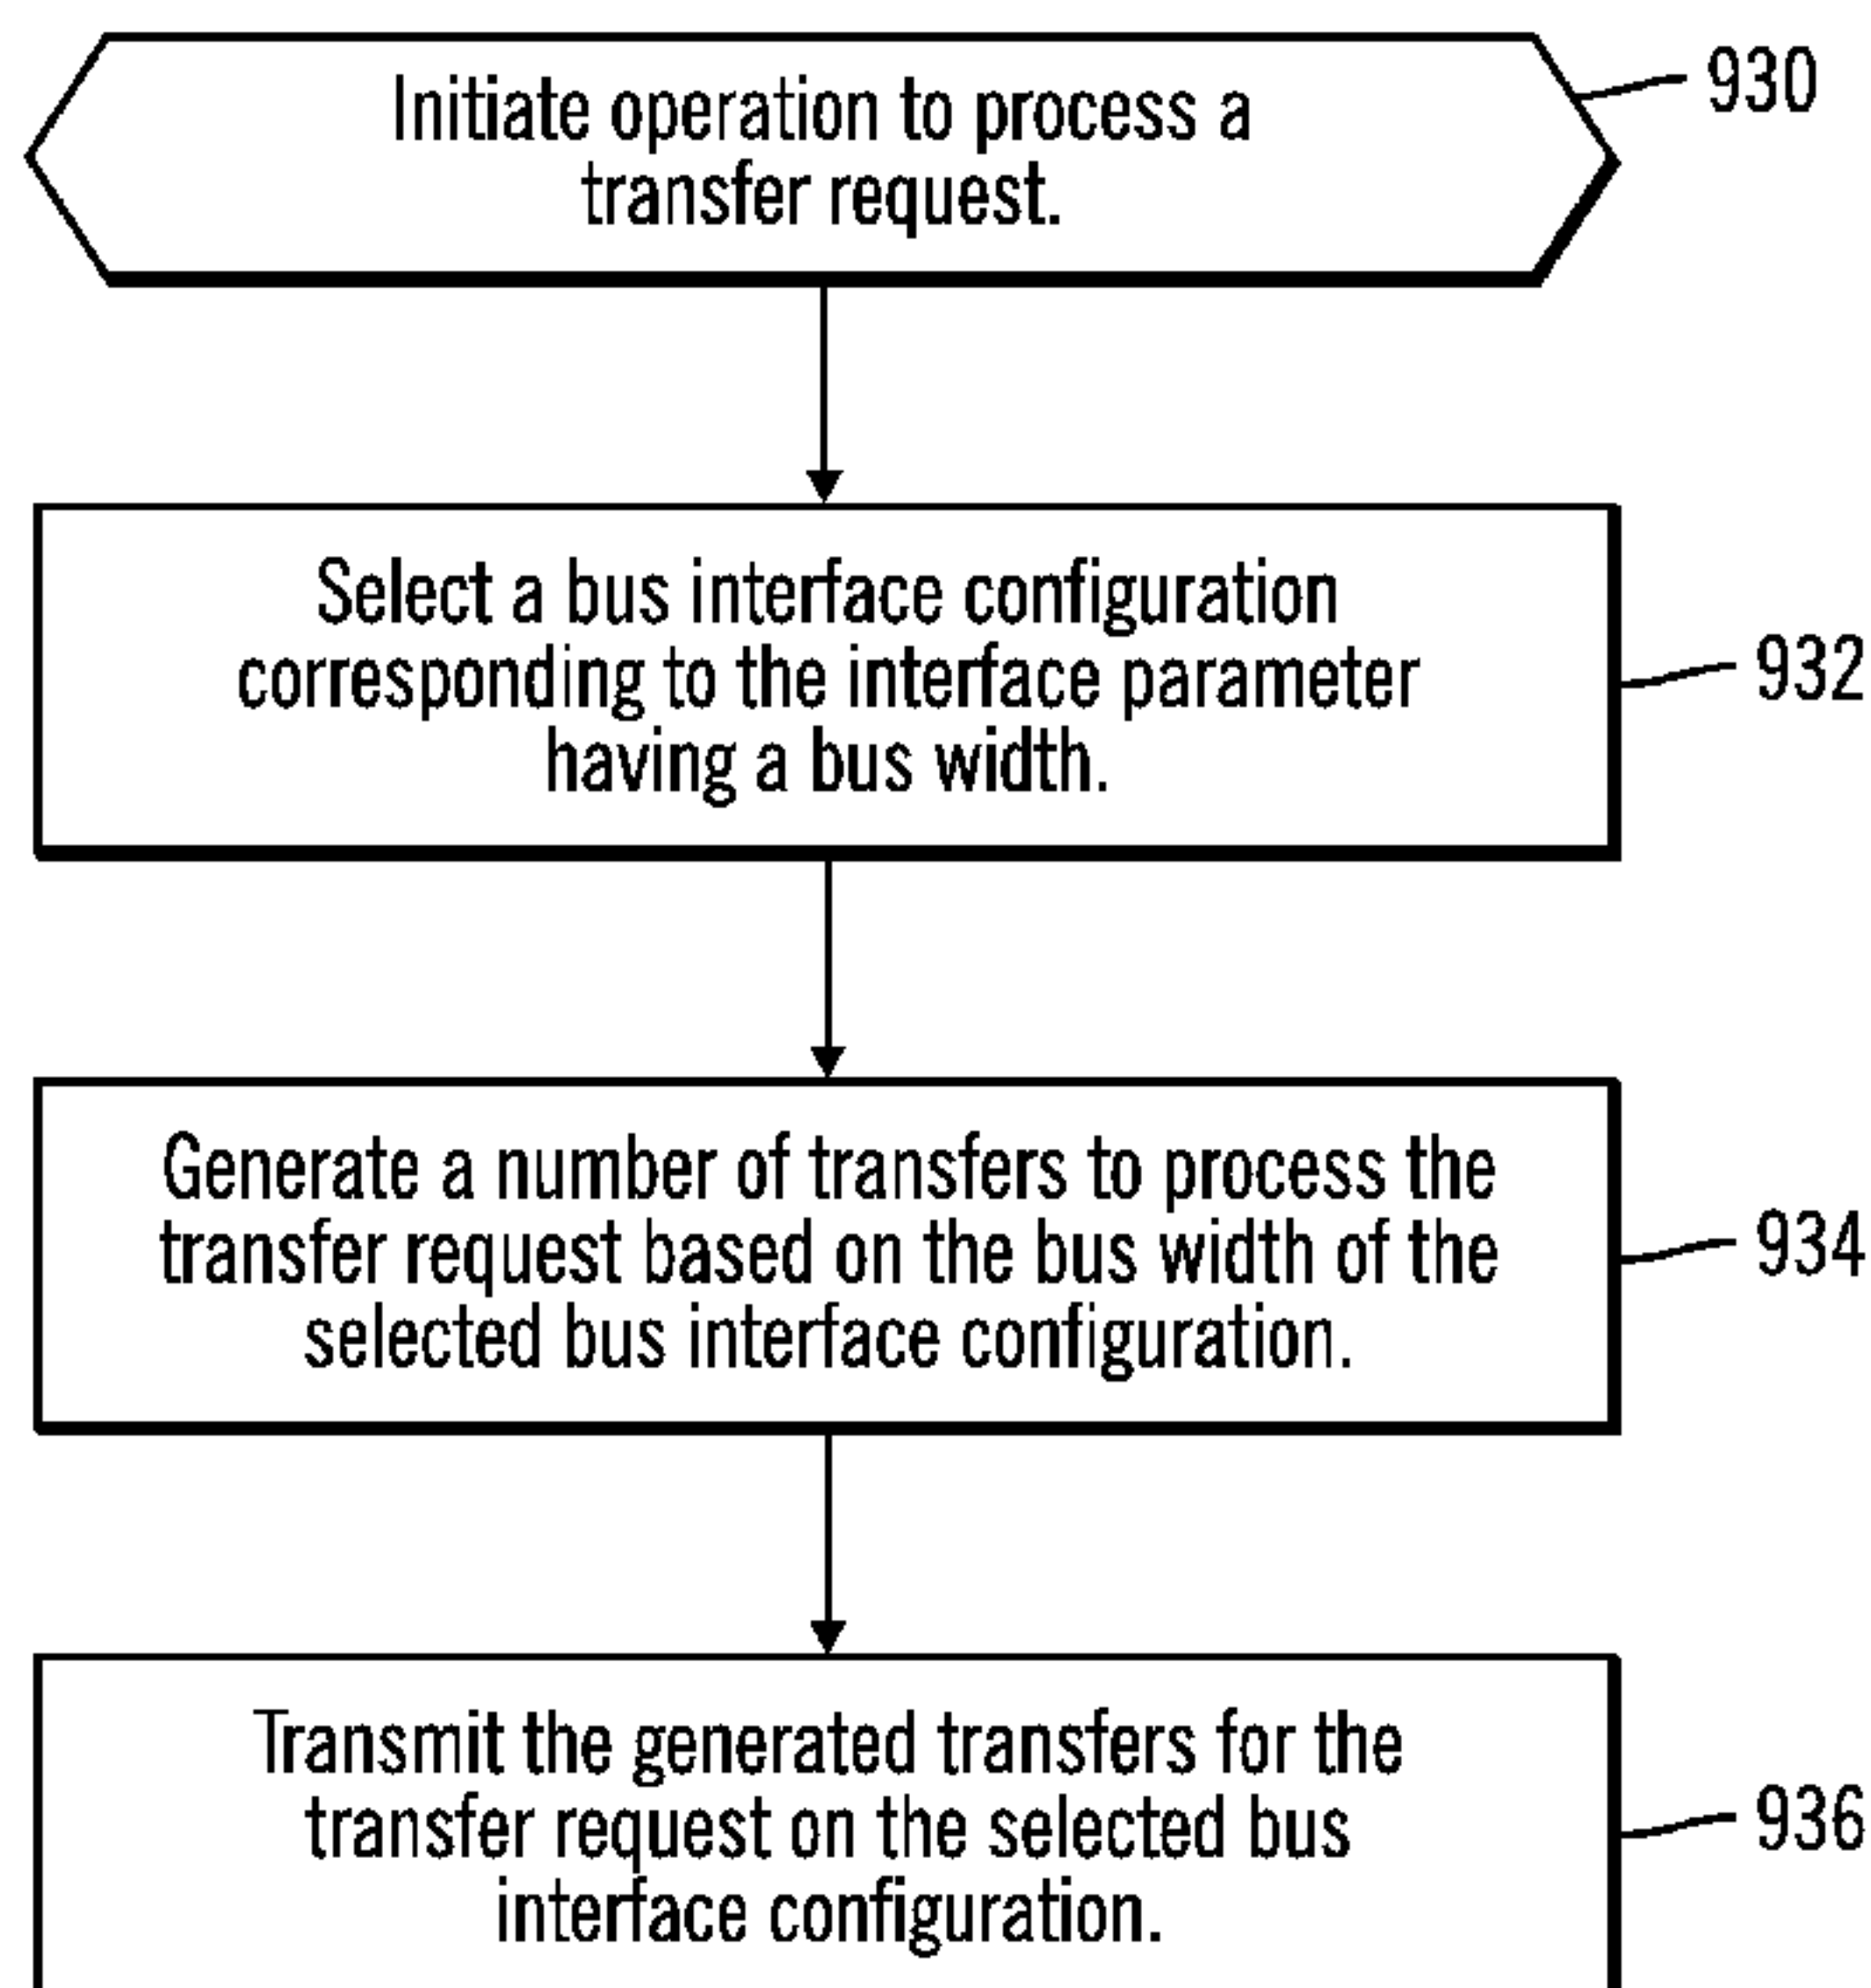 Initiate operation to process a
transfer request.
930
Select a bus interface configuration
corresponding to the interface parameter
having a bus width.
932
Generate a number of transfers to process the
transfer request based on the bus width of the
selected bus interface configuration.
934
Transmit the generated transfers for the
transfer request on the selected bus
interface configuration.
936